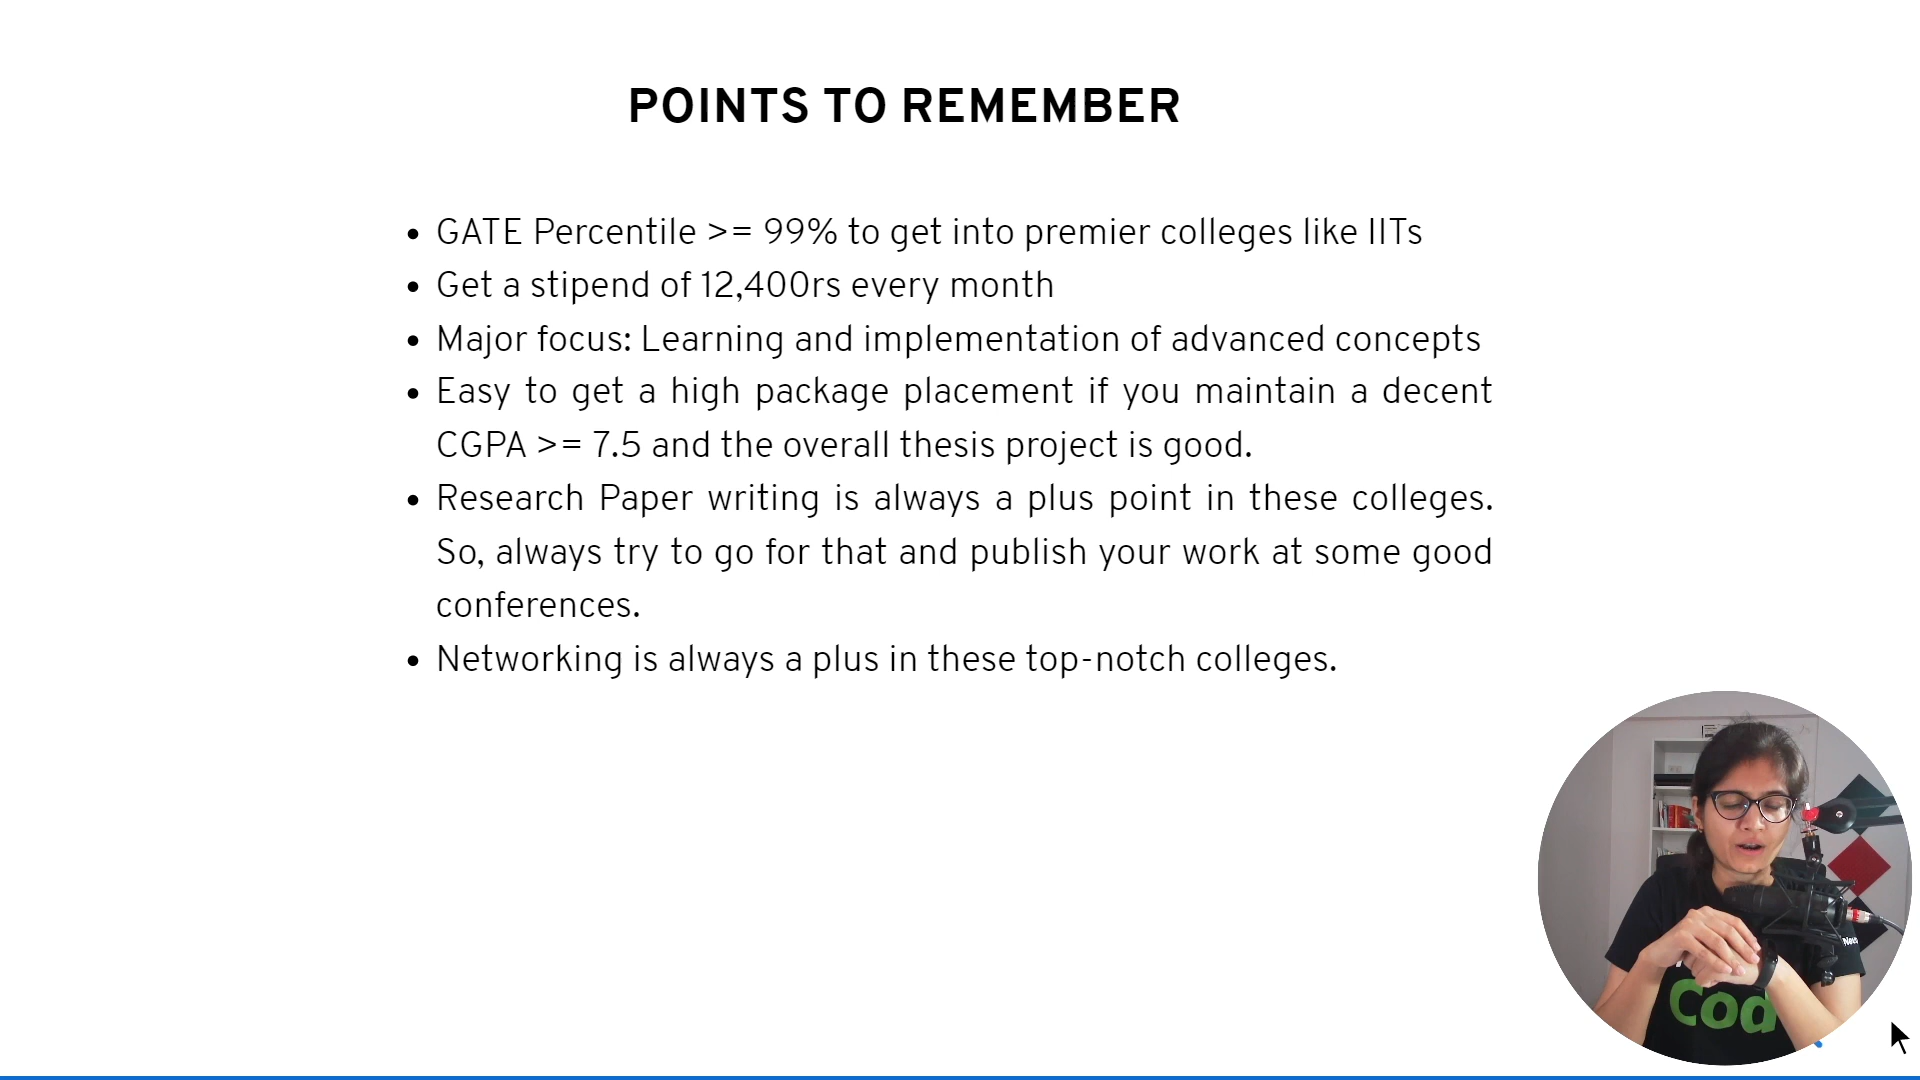 POINTS TO REMEMBER
• GATE Percentile >= 99% to get into premier colleges like IITs
• Get a stipend of 12,400rs every month
• Major focus: Learning and implementation of advanced concepts
• Easy to get a high package placement if you maintain a decent
CGPA >= 7.5 and the overall thesis project is good.
• Research Paper writing is always a plus point in these colleges.
So, always try to go for that and publish your work at some good
conferences.
• Networking is always a plus in these top-notch colleges.
Cod